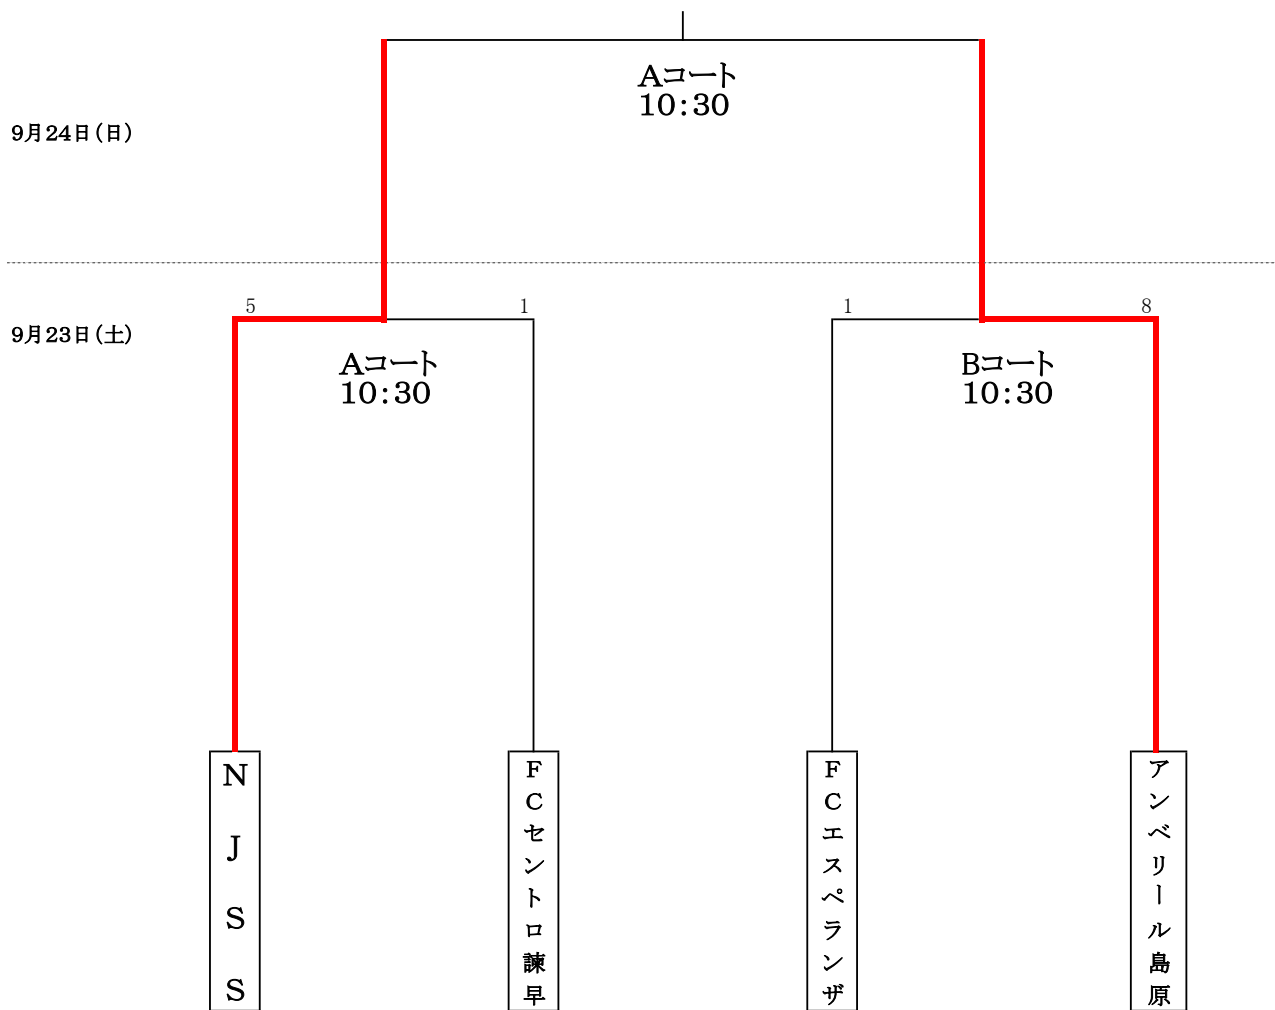 Aコート
10:30
9月24日(日)
5
1
1
8
9月23日(土)
Aコート
10:30
Bコート
10:30
NJSS
FCセントロ諫早
FCエスペランザ
アンベリール島原